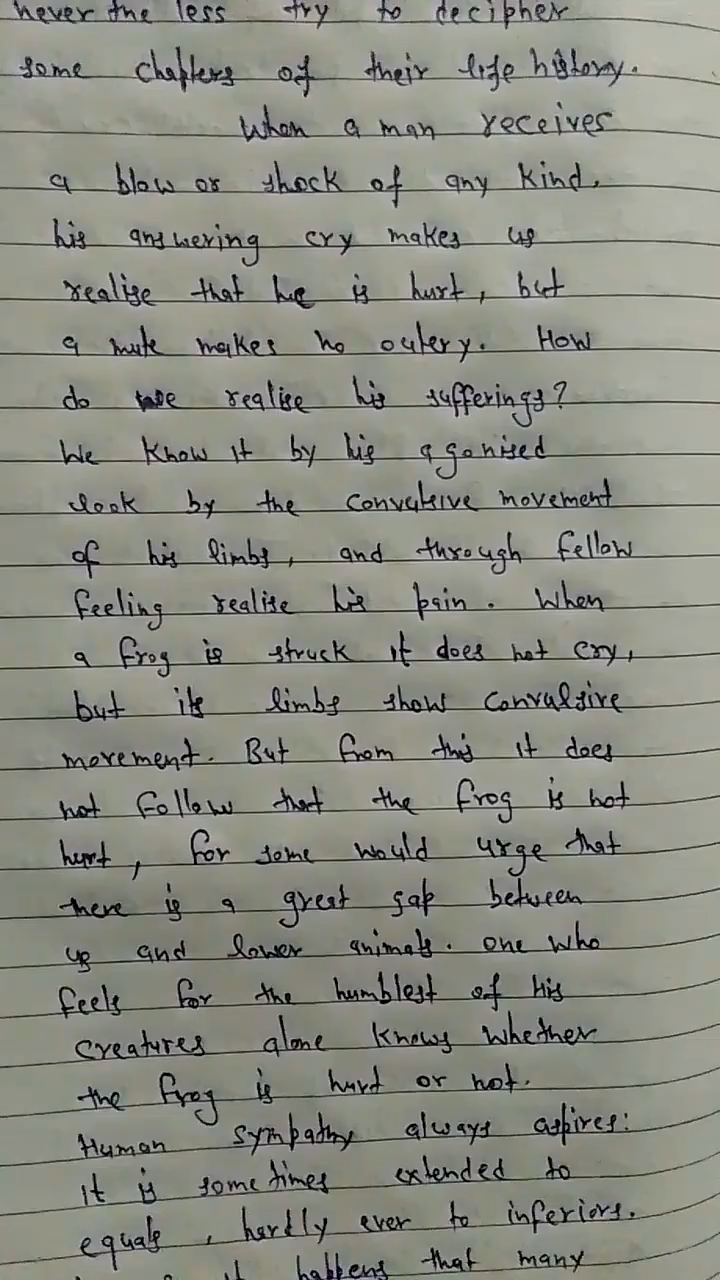 never the less try to decipher
some chapters of their life history.
When a man receives
a blow or shock of any kind,
his answering cry makes us
realise that he is hurt, but
a mute makes no outcry. How
do we realise his sufferings?
We know it by his agonised
look by the convulsive movement
of his limbs, and through fellow
feeling realise his pain. When
a frog is struck it does not cry,
but its limbs show convulsive
movement. But from this it does
not follow that the frog is not
hurt, for some would urge that
there is a great gap between
us and lower animals. One who
feels for the humblest of His
creatures alone knows whether
the frog is hurt or not.
Human sympathy always aspires:
it is some times extended to
equals, hardly ever to inferiors.
it happens that many